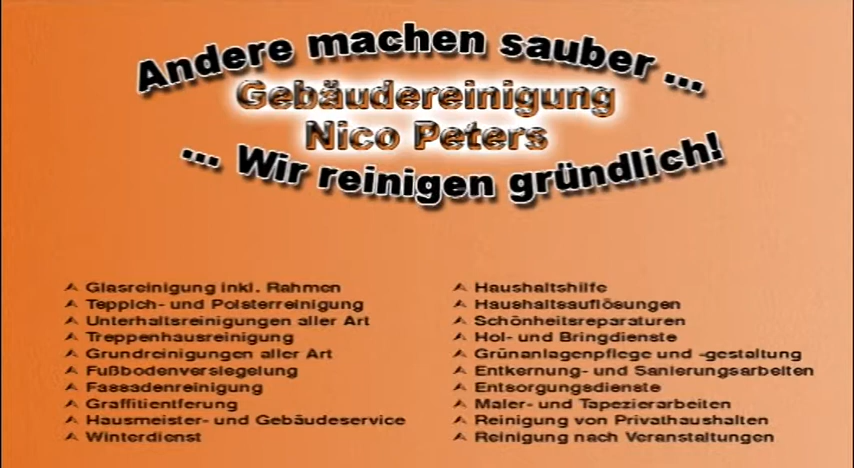 Andere machen sauber ...
Gebäudereinigung
Nico Peters
... Wir reinigen gründlich!
Glasreinigung inkl. Rahmen
Teppich- und Polsterreinigung
Unterhaltsreinigungen aller Art
Treppenhausreinigung
Grundreinigungen aller Art
Fußbodenversiegelung
Fassadenreinigung
Graffitientferung
Hausmeister- und Gebäudeservice
Winterdienst
Haushaltshilfe
Haushaltsauflösungen
Schönheitsreparaturen
Hol- und Bringdienste
Grünanlagenpflege und -gestaltung
Entkernung- und Sanierungsarbeiten
Entsorgungsdienste
Maler- und Tapezierarbeiten
Reinigung von Privathaushalten
Reinigung nach Veranstaltungen